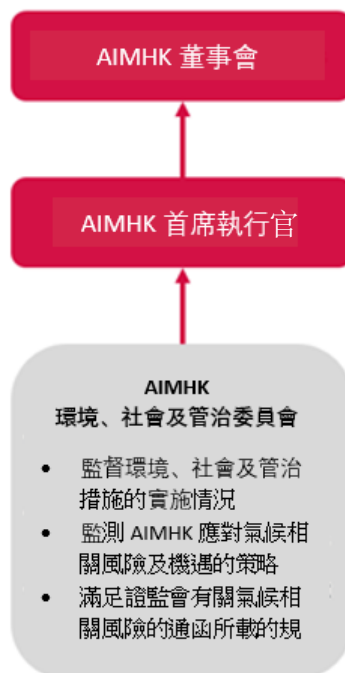 AIMHK 董事會
AIMHK 首席執行官
AIMHK
環境、社會及管治委員會
• 監督環境、社會及管治
措施的實施情況
• 監測 AIMHK 應對氣候相
關風險及機遇的策略
• 滿足證監會有關氣候相
關風險的通函所載的規